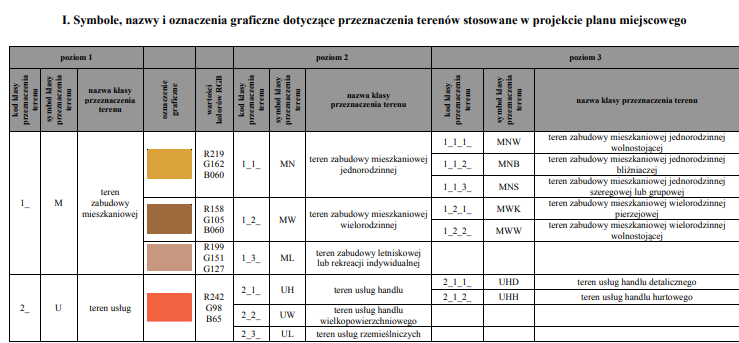 I. Symbole, nazwy i oznaczenia graficzne dotyczące przeznaczenia terenów stosowane w projekcie planu miejscowego
poziom 1
poziom 2
poziom 3
kod klasy przeznaczenia terenu
symbol klasy przeznaczenia terenu
nazwa klasy
przeznaczenia
terenu
oznaczenie graficzne
wartości kolorów RGB
kod klasy przeznaczenia terenu
symbol klasy przeznaczenia terenu
nazwa klasy
przeznaczenia terenu
kod klasy przeznaczenia terenu
symbol klasy przeznaczenia terenu
nazwa klasy przeznaczenia terenu
1_
M
teren
zabudowy
mieszkaniowej
R219
G162
B060
1_1_
MN
teren zabudowy mieszkaniowej
jednorodzinnej
1_1_1_
MNW
teren zabudowy mieszkaniowej jednorodzinnej
wolnostojącej
1_1_2_
MNB
teren zabudowy mieszkaniowej jednorodzinnej
bliźniaczej
1_1_3_
MNS
teren zabudowy mieszkaniowej jednorodzinnej
szeregowej lub grupowej
R158
G105
B060
1_2_
MW
teren zabudowy mieszkaniowej
wielorodzinnej
1_2_1_
MWK
teren zabudowy mieszkaniowej wielorodzinnej
pierzejowej
1_2_2_
MWW
teren zabudowy mieszkaniowej wielorodzinnej
wolnostojącej
R199
G151
G127
1_3_
ML
teren zabudowy letniskowej
lub rekreacji indywidualnej
2_
U
teren usług
R242
G98
B65
2_1_
UH
teren usług handlu
2_1_1_
UHD
teren usług handlu detalicznego
2_1_2_
UHH
teren usług handlu hurtowego
2_2_
UW
teren usług handlu
wielkopowierzchniowego
2_3_
UL
teren usług rzemieślniczych